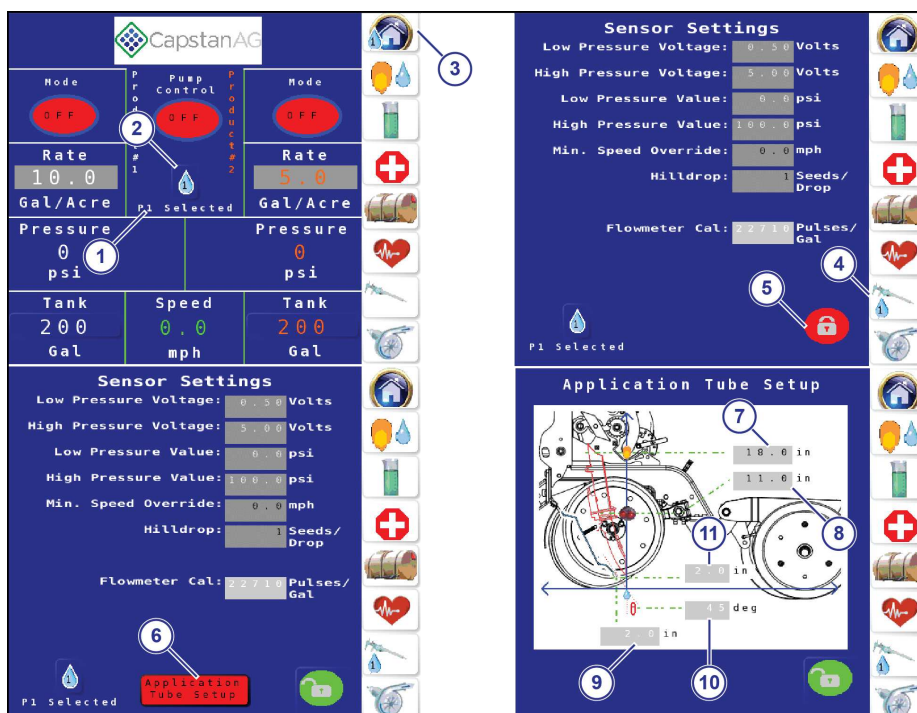 CapstanAG
3
Mode
OFF
Product#1
Pump
Control
OFF
Product#2
Mode
OFF
2
Rate
10.0
Gal/Acre
1
P1 Selected
Rate
5.0
Gal/Acre
1
Pressure
0
psi
Pressure
0
psi
Tank
200
Gal
Speed
0.0
mph
Tank
200
Gal
1
Sensor Settings
Low Pressure Voltage: 0.50 Volts
High Pressure Voltage: 5.00 Volts
Low Pressure Value: 0.0 psi
High Pressure Value: 100.0 psi
Min. Speed Override: 0.0 mph
Hilldrop: 1 Seeds/
Drop
Flowmeter Cal: 22710 Pulses/
Gal
4
5
1
P1 Selected
1
Sensor Settings
Low Pressure Voltage: 0.50 Volts
High Pressure Voltage: 5.00 Volts
Low Pressure Value: 0.0 psi
High Pressure Value: 100.0 psi
Min. Speed Override: 0.0 mph
Hilldrop: 1 Seeds/
Drop
Flowmeter Cal: 22710 Pulses/
Gal
6
1
P1 Selected
Application
Tube Setup
1
Application Tube Setup
7
18.0 in
11.0 in
11
8
2.0 in
θ
45 deg
2.0 in
9
10
1